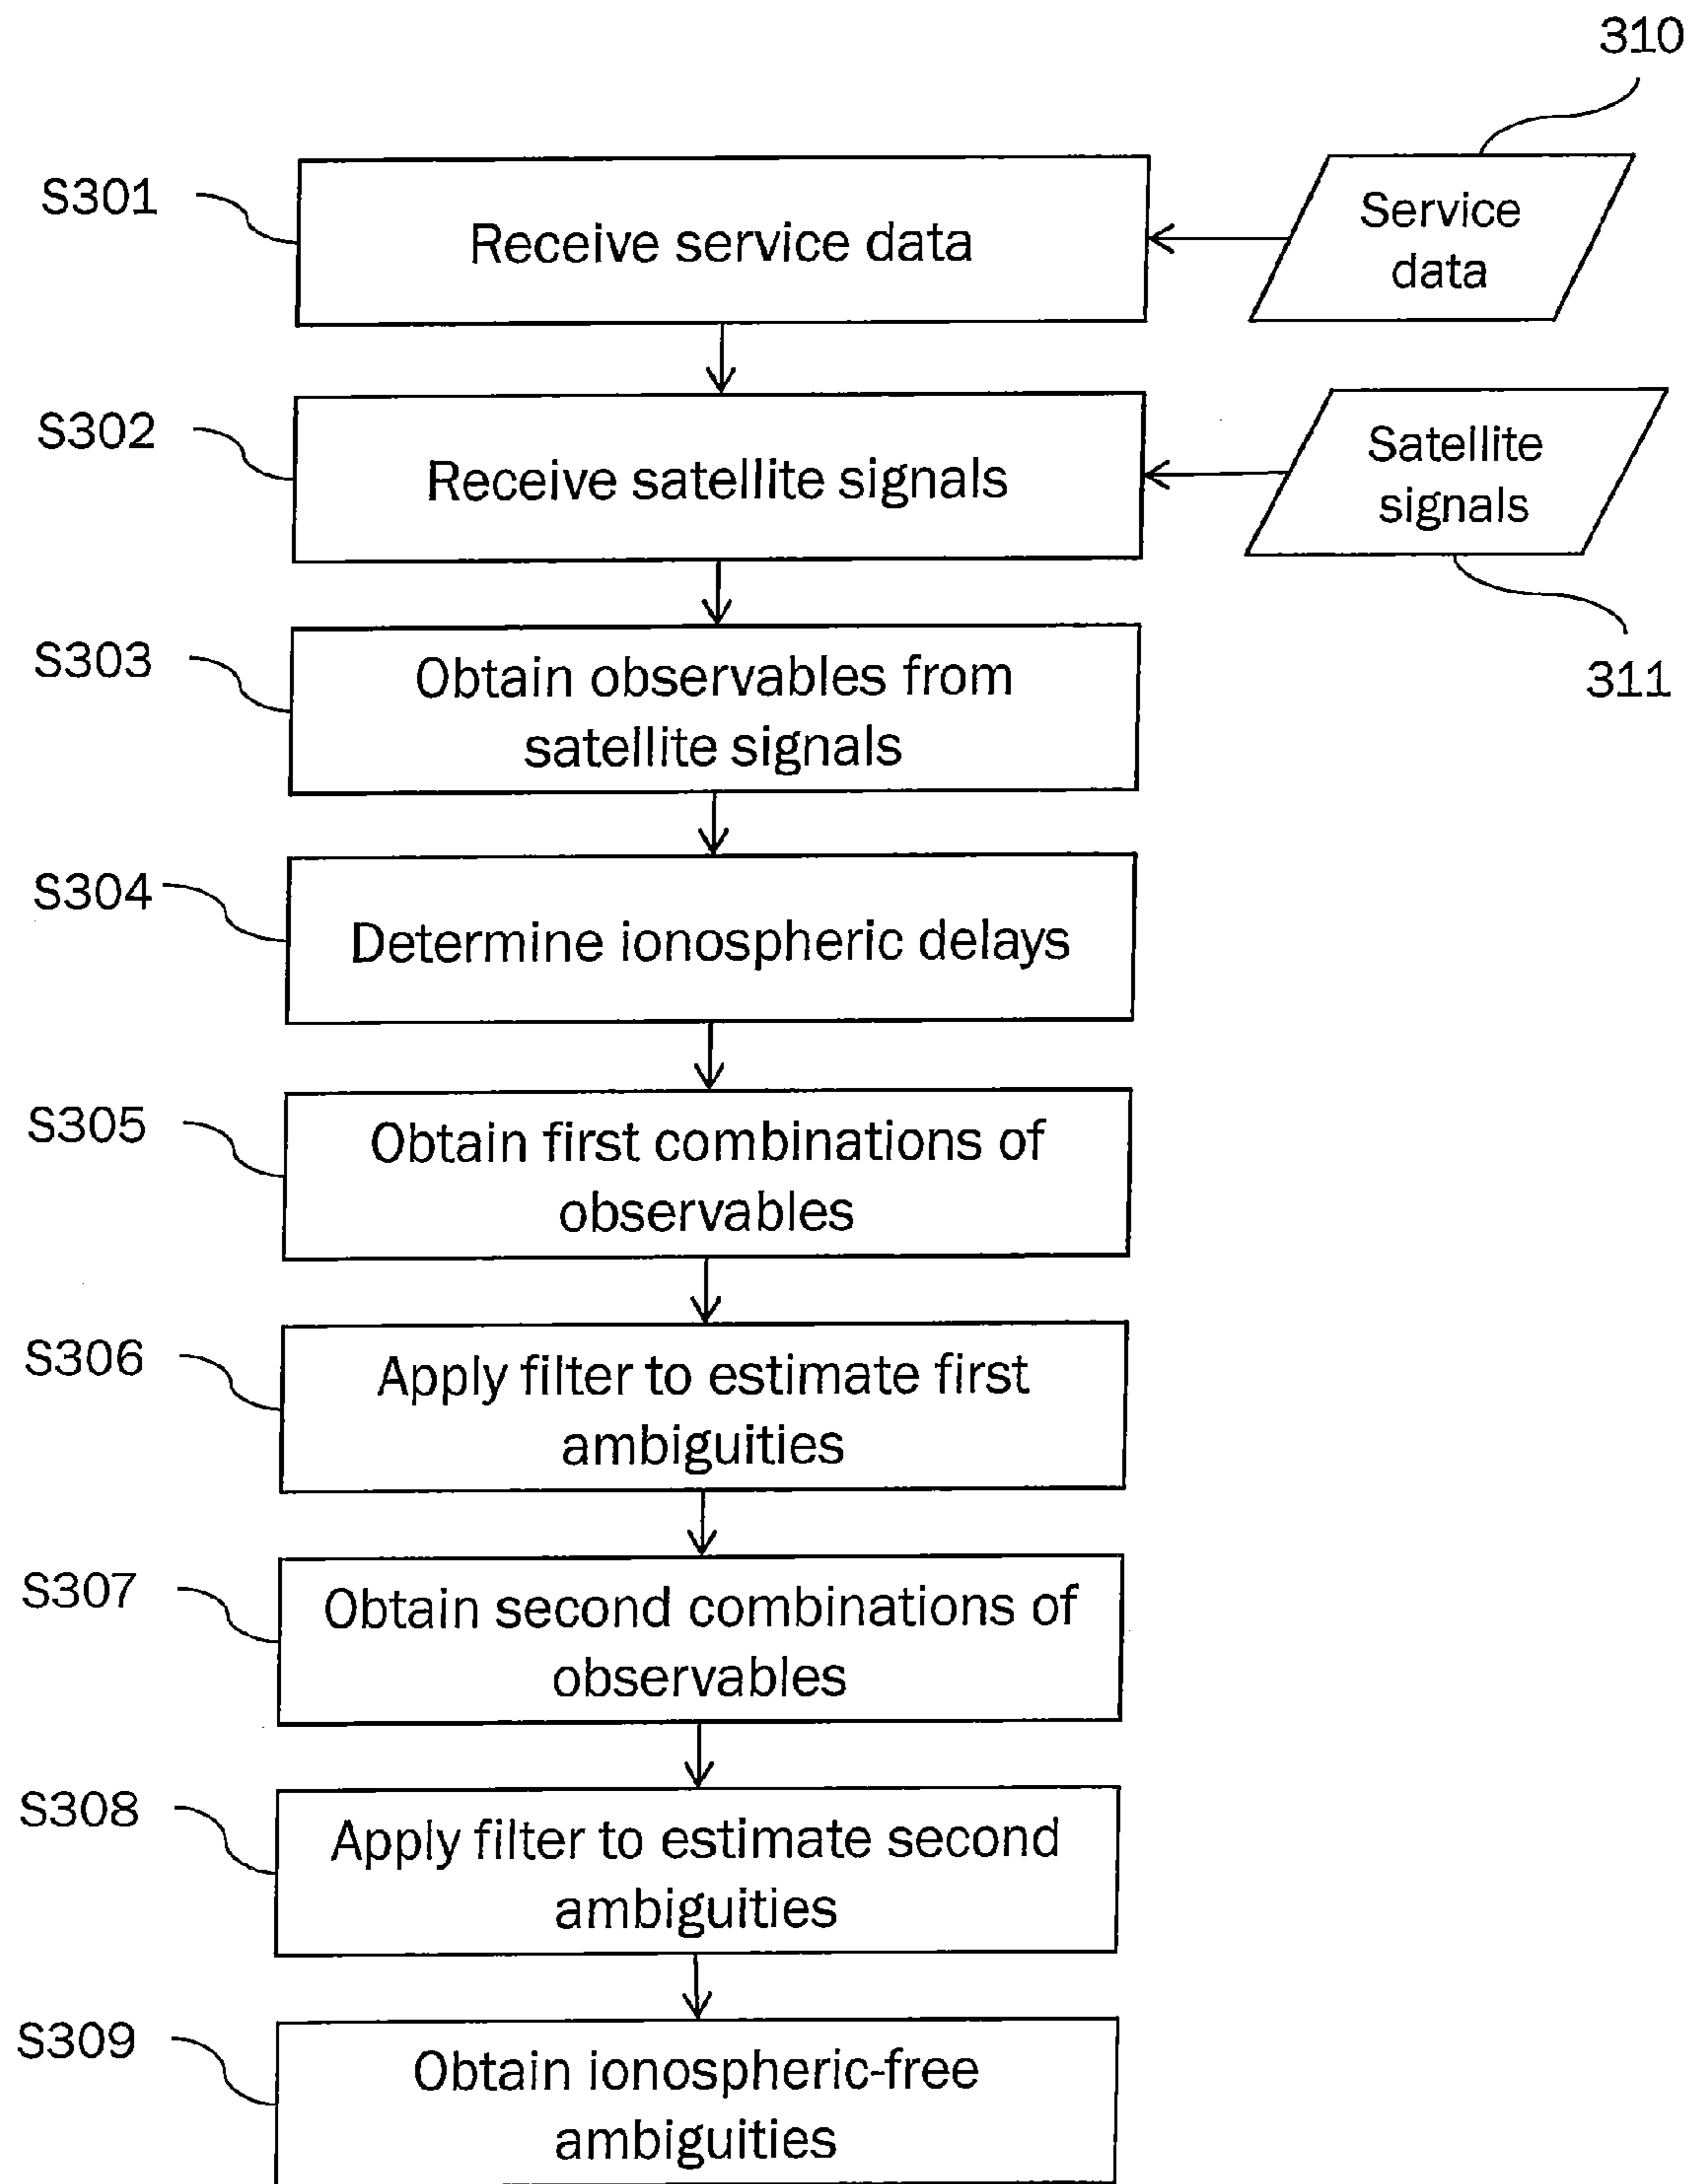 310
S301
Receive service data
Service
data
S302
Receive satellite signals
Satellite
signals
311
S303
Obtain observables from
satellite signals
S304
Determine ionospheric delays
S305
Obtain first combinations of
observables
S306
Apply filter to estimate first
ambiguities
S307
Obtain second combinations of
observables
S308
Apply filter to estimate second
ambiguities
S309
Obtain ionospheric-free
ambiguities